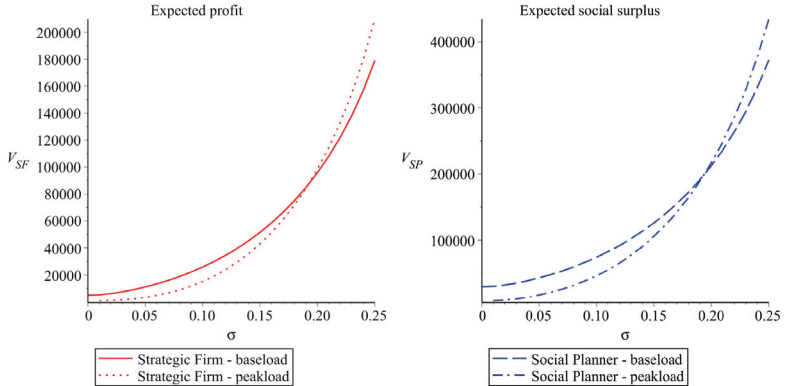 Expected profit
200000
180000
160000
140000
120000
V_SF 100000
80000
60000
40000
20000
0 0.05 0.10 0.15 0.20 0.25
σ
Strategic Firm - baseload
Strategic Firm - peakload
Expected social surplus
400000
300000
V_SP
200000
100000
0 0.05 0.10 0.15 0.20 0.25
σ
Social Planner - baseload
Social Planner - peakload